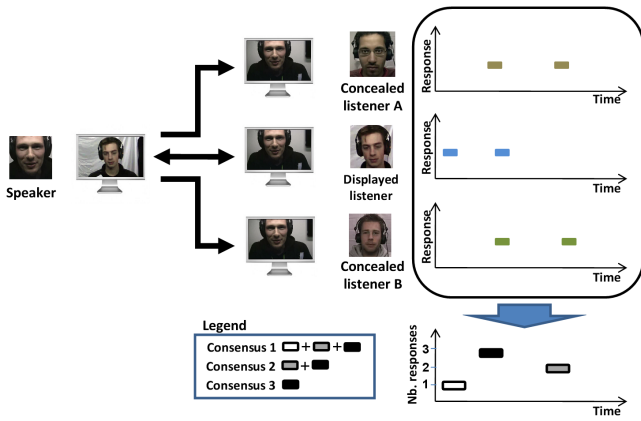 Response
Time
Concealed
listener A
Response
Time
Speaker
Displayed
listener
Response
Time
Concealed
listener B
Legend
Consensus 1 + +
Consensus 2 +
Consensus 3
Nb. responses
3
2
1
Time